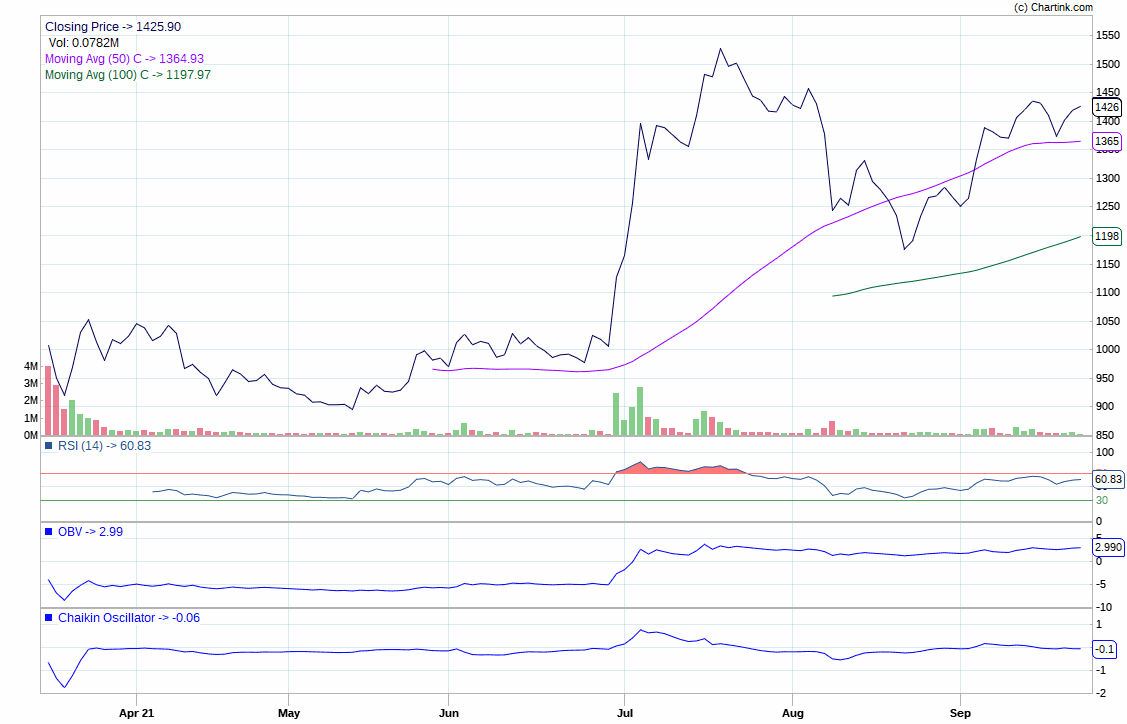 (c) Chartink.com
Closing Price -> 1425.90
Vol: 0.0782M
Moving Avg (50) C -> 1364.93
Moving Avg (100) C -> 1197.97
1550
1500
1450
1426
1400
1365
1300
1250
1198
1150
1100
1050
1000
950
900
850
4M
3M
2M
1M
0M
RSI (14) -> 60.83
100
60.83
30
0
OBV -> 2.99
5
2.990
0
-5
-10
Chaikin Oscillator -> -0.06
1
-0.1
-1
-2
Apr 21 May Jun Jul Aug Sep